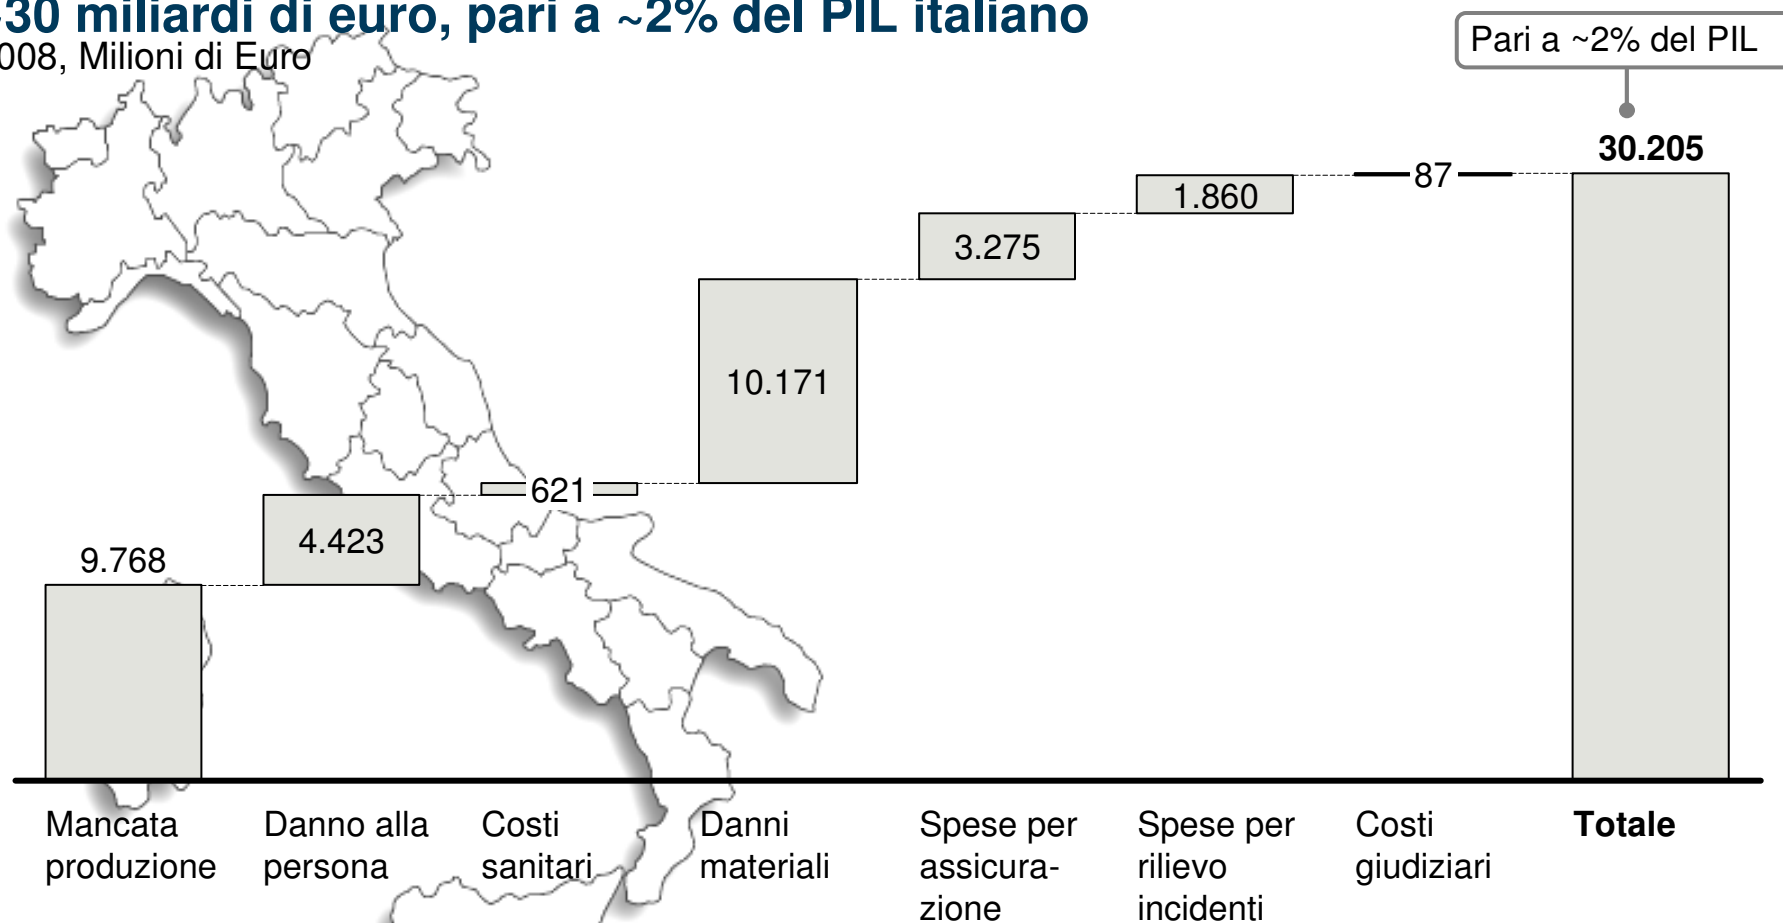 30 miliardi di euro, pari a ~2% del PIL italiano
008, Milioni di Euro
Pari a ~2% del PIL
30.205
87
1.860
3.275
10.171
621
4.423
9.768
Mancata
produzione
Danno alla
persona
Costi
sanitari
Danni
materiali
Spese per
assicura-
zione
Spese per
rilievo
incidenti
Costi
giudiziari
Totale